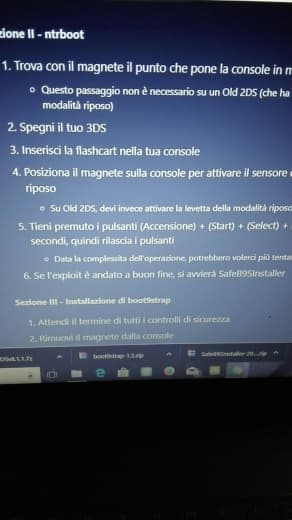 zione II - ntrboot
1. Trova con il magnete il punto che pone la console in
Questo passaggio non è necessario su un Old 2DS (che ha
modalità riposo)
2. Spegni il tuo 3DS
3. Inserisci la flashcart nella tua console
4. Posiziona il magnete sulla console per attivare il sensore
riposo
Su Old 2DS, devi invece attivare la levetta della modalità riposo
5. Tieni premuto i pulsanti (Accensione) + (Start) + (Select) +
secondi, quindi rilascia i pulsanti
Data la complessita dell'operazione, potrebbero volerci più tenta
6. Se l'exploit è andato a buon fine, si avvierà SafeB9SInstaller
Sezione III - Installazione di boot9strap
1. Attendi il termine di tutti i controlli di sicurezza
2. Rimuovi il magnete dalla console
boot9strap-1.3.zip
SafeB9SInstaller-20....zip